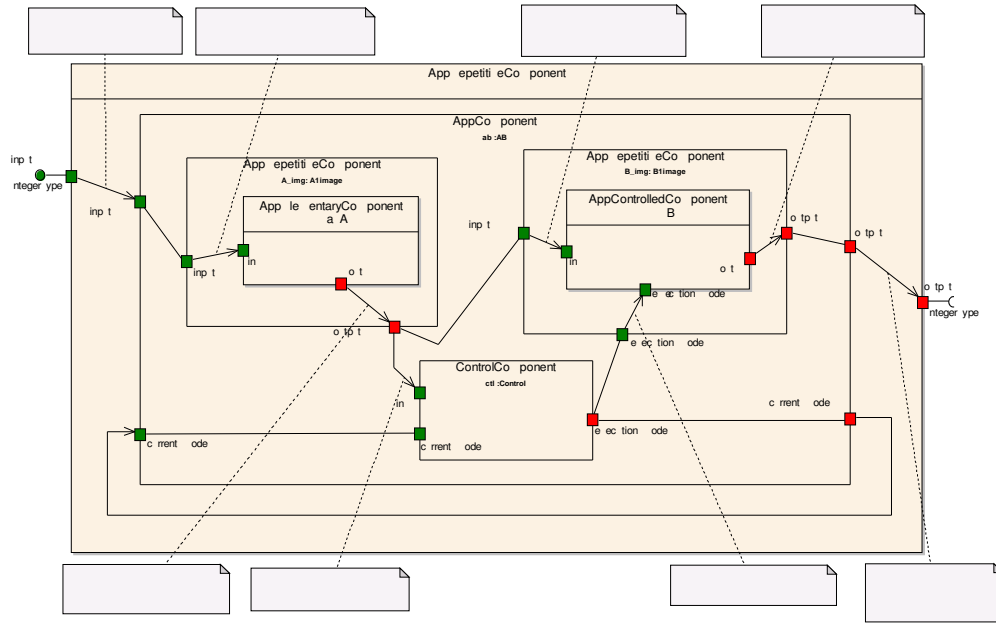 App epetiti eCo ponent
AppCo ponent
ab :AB
inp t
nteger ype
App epetiti eCo ponent
A_img: A1image
App epetiti eCo ponent
B_img: B1image
App le entaryCo ponent
a A
AppControlledCo ponent
B
inp t
inp t
o tp t
o tp t
in
inp t
in
o t
o t
o tp t
nteger ype
e ec tion ode
o tp t
e ec tion ode
ControlCo ponent
ctl :Control
in
c rrent ode
e ec tion ode
c rrent ode
c rrent ode